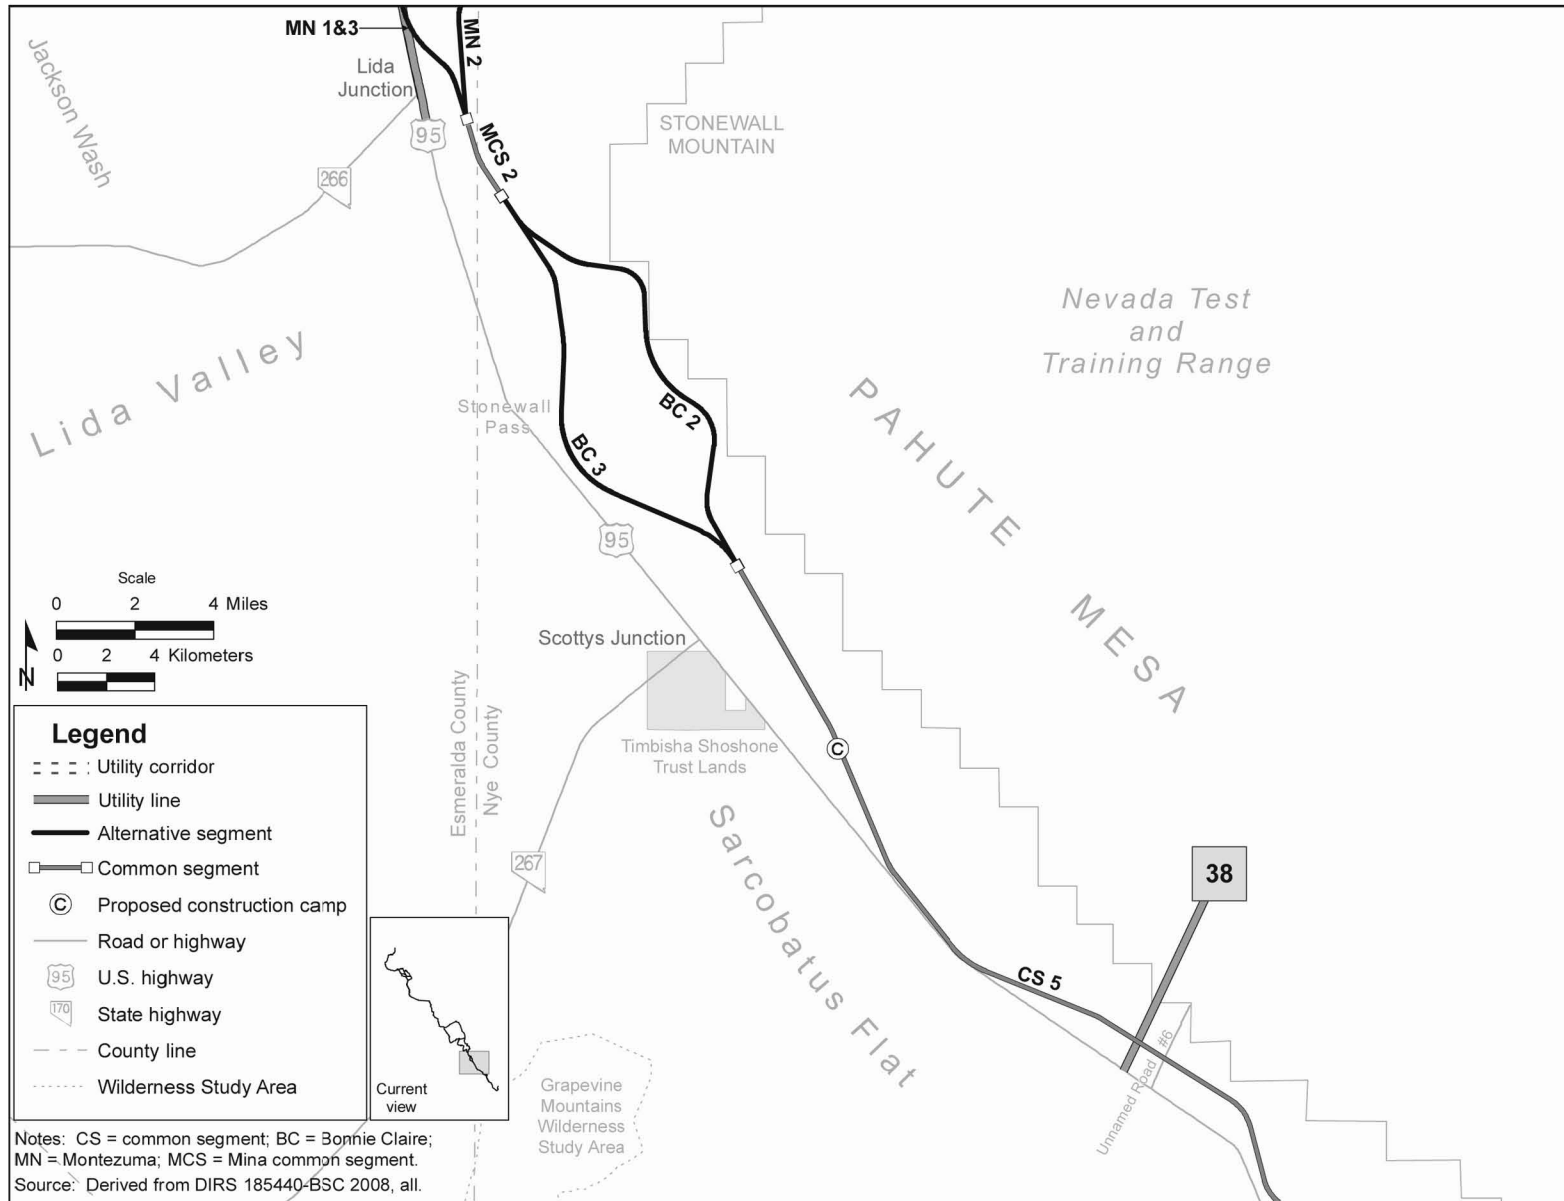 MN 1&3
MN 2
Lida
Junction
Jackson Wash
95
266
MCS 2
STONEWALL
MOUNTAIN
Nevada Test
and
Training Range
Lida Valley
Stonewall
Pass
BC 2
BC 3
PAHUTE MESA
95
Scale
0 2 4 Miles
0 2 4 Kilometers
N
Scottys Junction
Esmeralda County
Nye County
Timbisha Shoshone
Trust Lands
C
Sarcobatus Flat
267
38
CS 5
Unnamed Road #6
Grapevine
Mountains
Wilderness
Study Area
Legend
Utility corridor
Utility line
Alternative segment
Common segment
C Proposed construction camp
Road or highway
95 U.S. highway
170 State highway
County line
Wilderness Study Area
Current
view
Notes: CS = common segment; BC = Bonnie Claire;
MN = Montezuma; MCS = Mina common segment.
Source: Derived from DIRS 185440-BSC 2008, all.